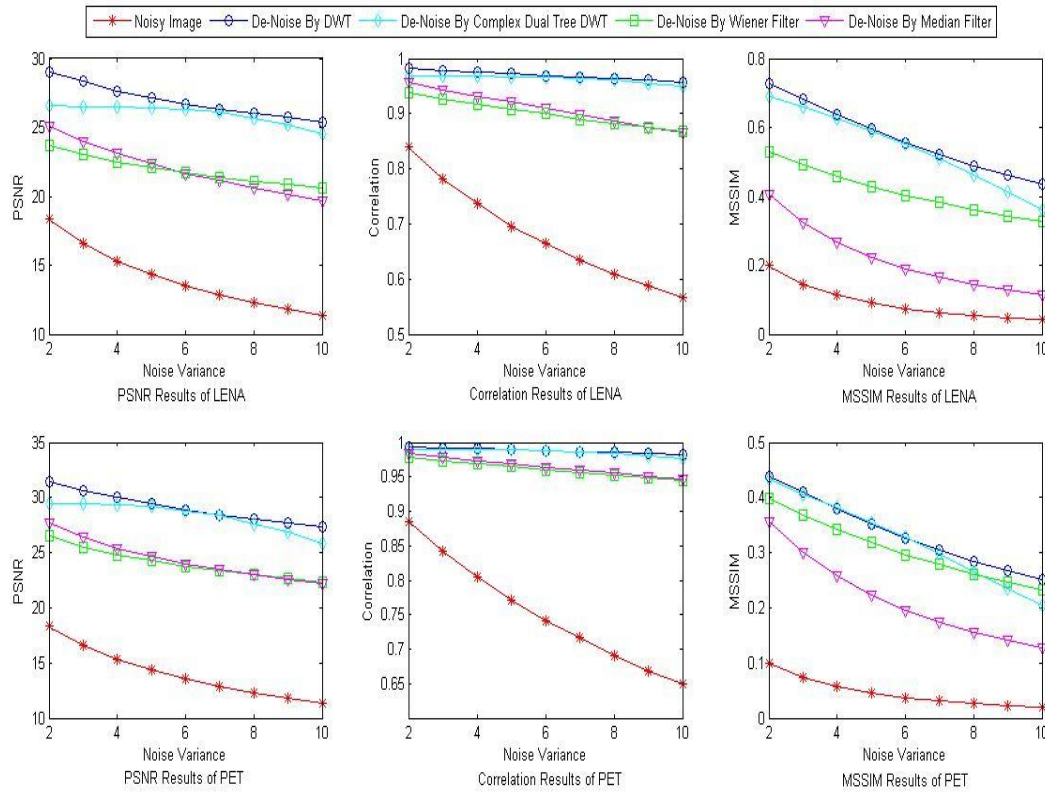 Noisy Image De-Noise By DWT De-Noise By Complex Dual Tree DWT De-Noise By Wiener Filter De-Noise By Median Filter
30
25
20
15
10
PSNR
2 4 6 8 10
Noise Variance
PSNR Results of LENA
1
0.9
0.8
0.7
0.6
0.5
Correlation
2 4 6 8 10
Noise Variance
Correlation Results of LENA
0.8
0.6
0.4
0.2
0
MSSIM
2 4 6 8 10
Noise Variance
MSSIM Results of LENA
35
30
25
20
15
10
PSNR
2 4 6 8 10
Noise Variance
PSNR Results of PET
1
0.95
0.9
0.85
0.8
0.75
0.7
0.65
Correlation
2 4 6 8 10
Noise Variance
Correlation Results of PET
0.5
0.4
0.3
0.2
0.1
0
MSSIM
2 4 6 8 10
Noise Variance
MSSIM Results of PET